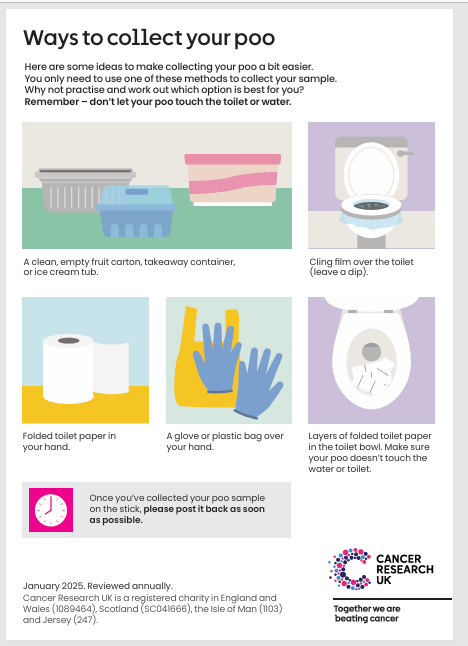 Ways to collect your poo
Here are some ideas to make collecting your poo a bit easier.
You only need to use one of these methods to collect your sample.
Why not practise and work out which option is best for you?
Remember – don't let your poo touch the toilet or water.
A clean, empty fruit carton, takeaway container,
or ice cream tub.
Cling film over the toilet
(leave a dip).
Folded toilet paper in
your hand.
A glove or plastic bag over
your hand.
Layers of folded toilet paper
in the toilet bowl. Make sure
your poo doesn't touch the
water or toilet.
Once you've collected your poo sample
on the stick, please post it back as soon
as possible.
January 2025. Reviewed annually.
Cancer Research UK is a registered charity in England and
Wales (1089464), Scotland (SC041666), the Isle of Man (1103)
and Jersey (247).
CANCER
RESEARCH
UK
Together we are
beating cancer